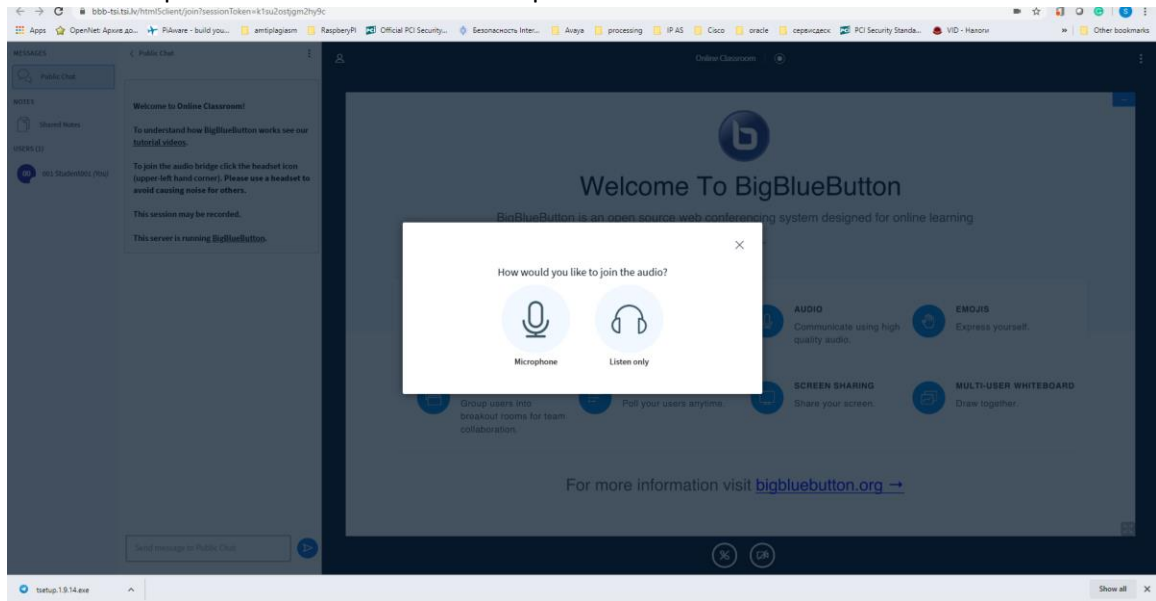 bbb-tsi.tsi.lv/html5client/join?sessionToken=k1su2ostjgm2hy9c
Apps OpenNet: Архив до... PiAware - build you... antiplagiasm RaspberyPI Official PCI Security... Безопасность Inter... Avaya processing IP AS Cisco oracle сервисдеск PCI Security Standa... VID - Налоги » Other bookmarks
MESSAGES
Public Chat
NOTES
Shared Notes
USERS (1)
001 Student001 (You)
< Public Chat
Welcome to Online Classroom!
To understand how BigBlueButton works see our
tutorial videos.
To join the audio bridge click the headset icon
(upper-left hand corner). Please use a headset to
avoid causing noise for others.
This session may be recorded.
This server is running BigBlueButton.
Send message to Public Chat
Online Classroom
b
Welcome To BigBlueButton
BigBlueButton is an open source web conferencing system designed for online learning
How would you like to join the audio?
Microphone Listen only
AUDIO
Communicate using high
quality audio.
EMOJIS
Express yourself.
Group users into
breakout rooms for team
collaboration.
Poll your users anytime.
SCREEN SHARING
Share your screen.
MULTI-USER WHITEBOARD
Draw together.
For more information visit bigbluebutton.org →
tsetup.1.9.14.exe
Show all